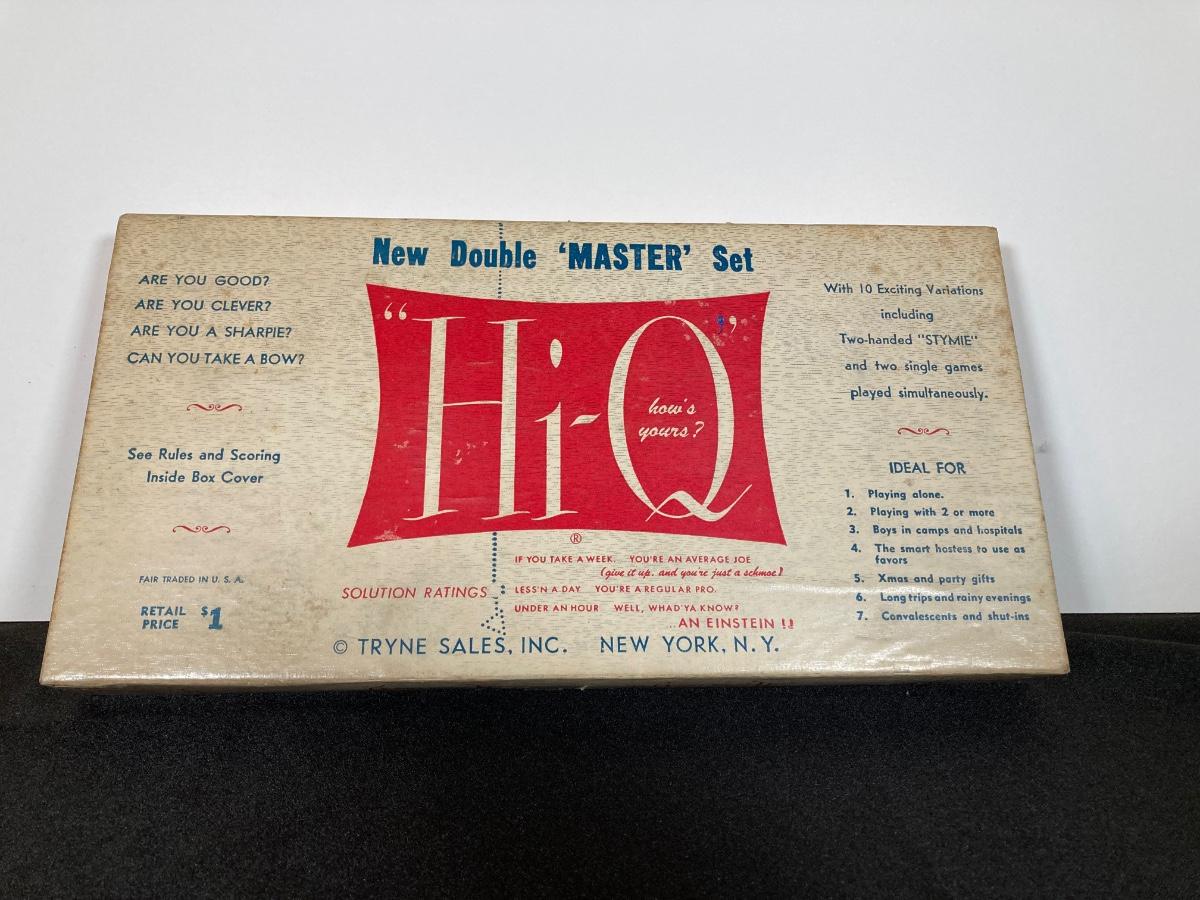 New Double 'MASTER' Set
ARE YOU GOOD?
ARE YOU CLEVER?
ARE YOU A SHARPIE?
CAN YOU TAKE A BOW?
See Rules and Scoring
Inside Box Cover
FAIR TRADED IN U. S. A.
RETAIL PRICE $1
"Hi-Q"
how's
yours?
®
SOLUTION RATINGS
IF YOU TAKE A WEEK. YOU'RE AN AVERAGE JOE
(give it up. and you're just a schmoe)
LESS'N A DAY YOU'RE A REGULAR PRO.
UNDER AN HOUR WELL, WHAD'YA KNOW?
..AN EINSTEIN !!
© TRYNE SALES, INC. NEW YORK, N.Y.
With 10 Exciting Variations
including
Two-handed "STYMIE"
and two single games
played simultaneously.
IDEAL FOR
1. Playing alone.
2. Playing with 2 or more
3. Boys in camps and hospitals
4. The smart hostess to use as
favors
5. Xmas and party gifts
6. Long trips and rainy evenings
7. Convalescents and shut-ins